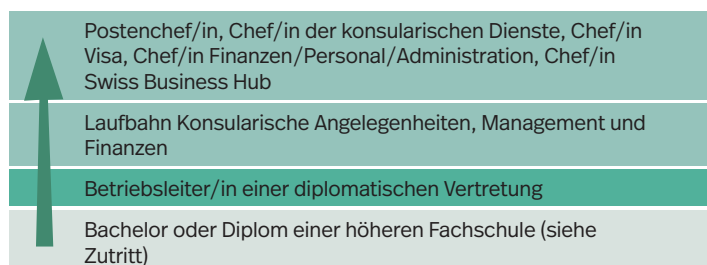 Postenchef/in, Chef/in der konsularischen Dienste, Chef/in
Visa, Chef/in Finanzen/Personal/Administration, Chef/in
Swiss Business Hub
Laufbahn Konsularische Angelegenheiten, Management und
Finanzen
Betriebsleiter/in einer diplomatischen Vertretung
Bachelor oder Diplom einer höheren Fachschule (siehe
Zutritt)